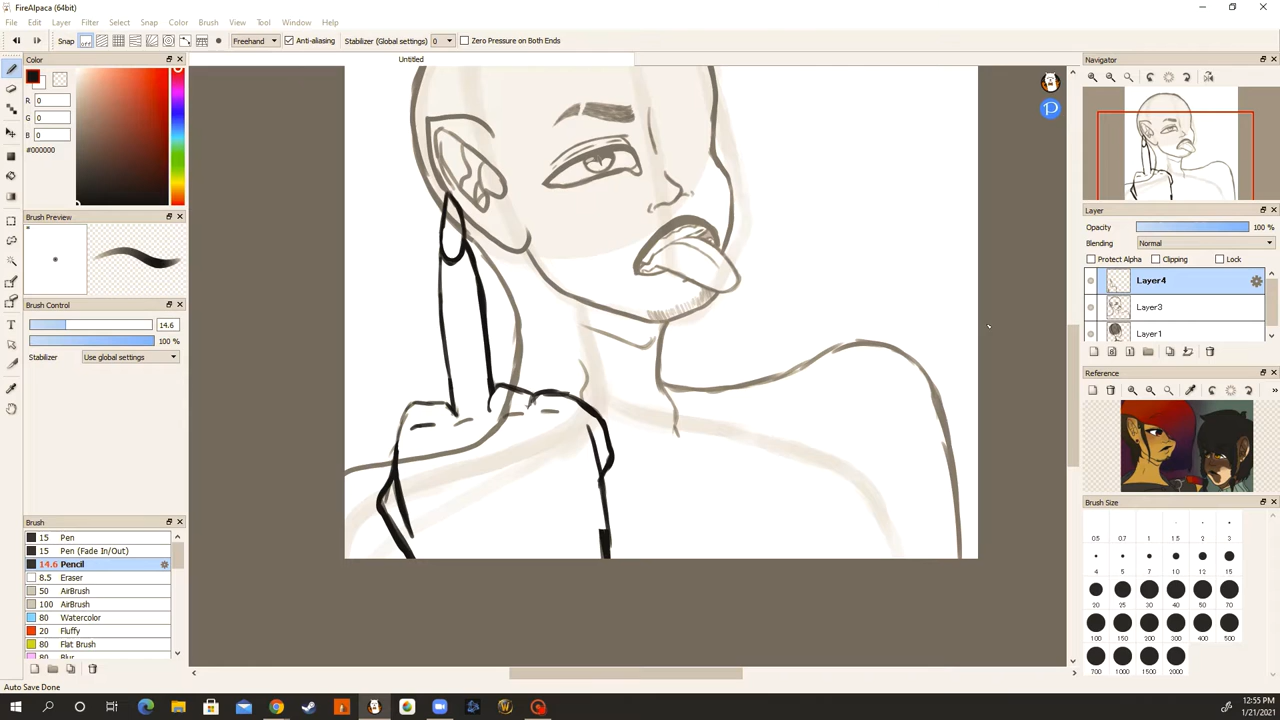 FireAlpaca (64bit)
File Edit Layer Filter Select Snap Color Brush View Tool Window Help
Snap Freehand Anti-aliasing Stabilizer (Global settings) 0 Zero Pressure on Both Ends
Color
R 0
G 0
B 0
#000000
Brush Preview
Brush Control
14.6
100 %
Stabilizer Use global settings
Brush
15 Pen
15 Pen (Fade In/Out)
14.6 Pencil
8.5 Eraser
50 AirBrush
100 AirBrush
80 Watercolor
20 Fluffy
80 Flat Brush
80 Blur
Auto Save Done
Untitled
P
Navigator
Layer
Opacity 100 %
Blending Normal
Protect Alpha Clipping Lock
Layer4
Layer3
Layer1
Reference
»
Brush Size
0.5 0.7 1 1.5 2 3
4 5 7 10 12 15
20 25 30 40 50 70
100 150 200 300 400 500
700 1000 1500 2000
W
12:55 PM
1/21/2021